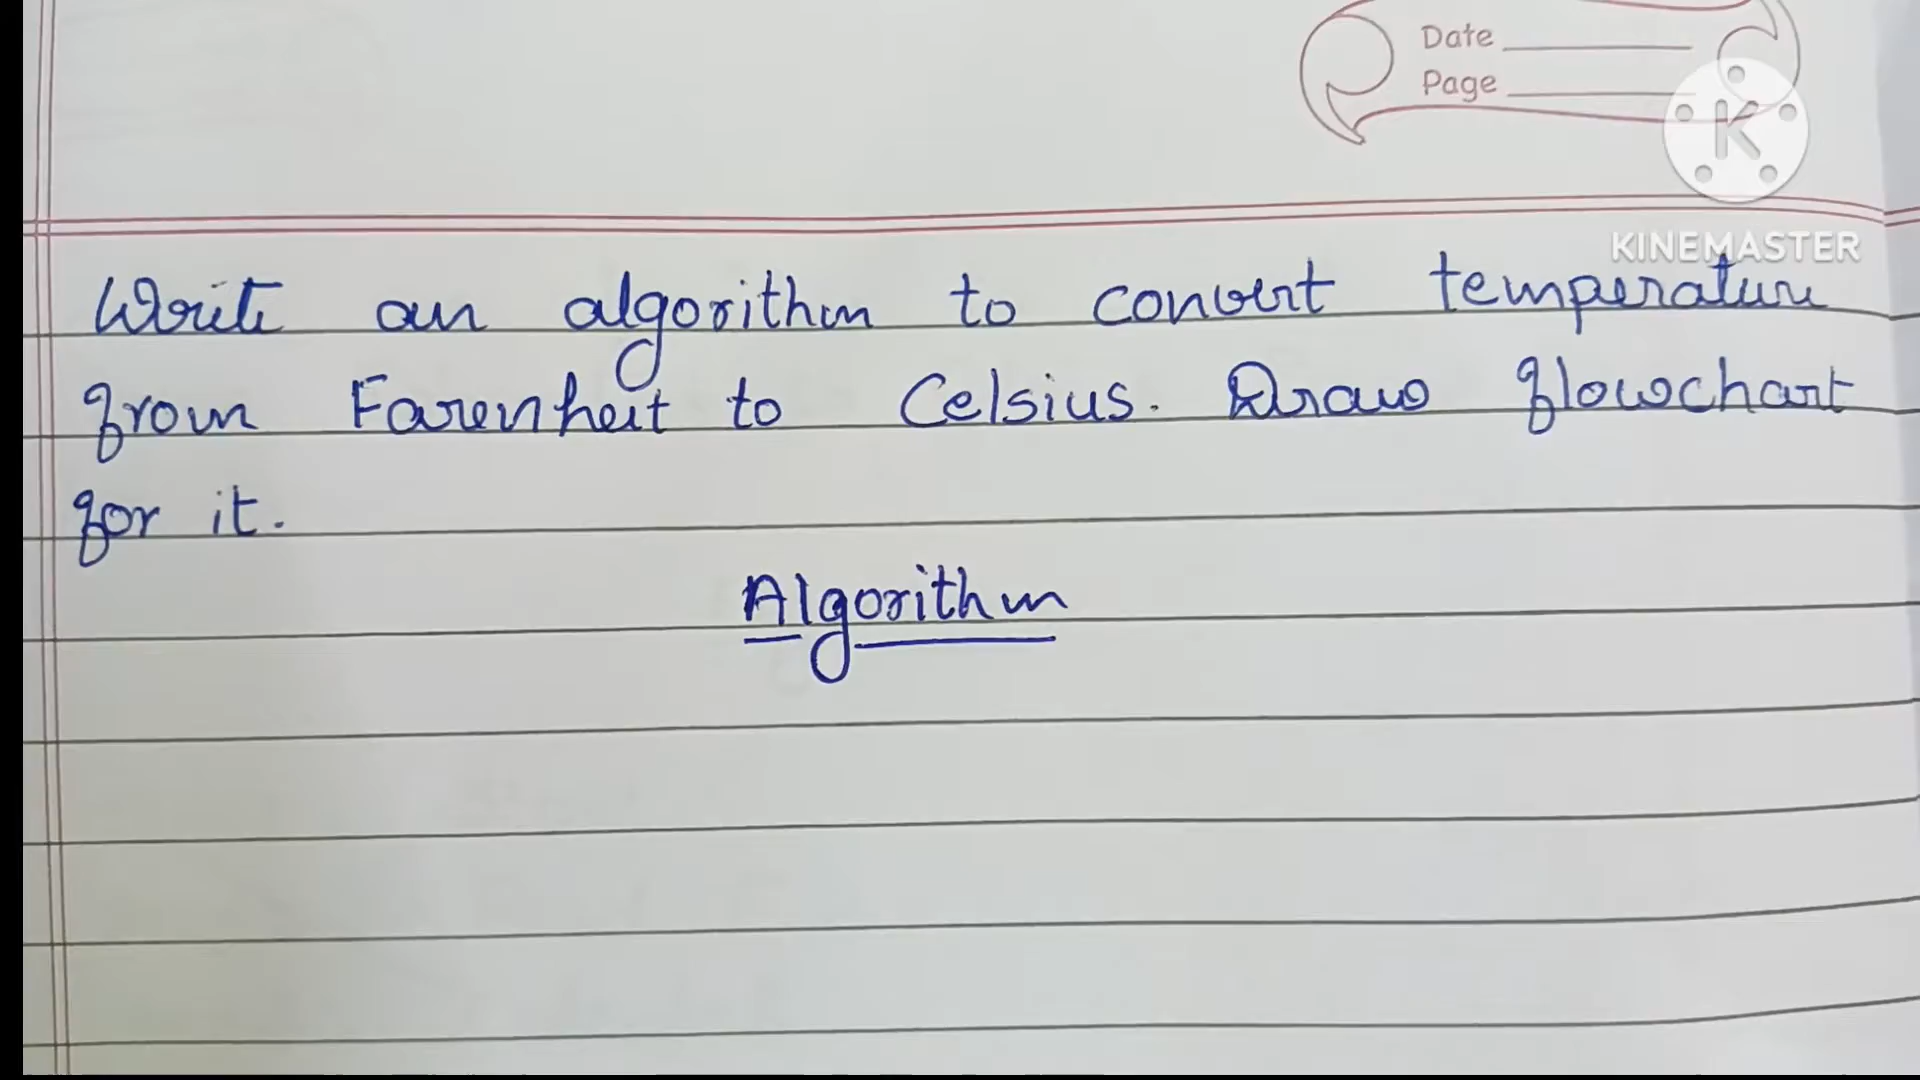 Date
Page
KINEMASTER
Write an algorithm to convert temperature
from Farenheit to Celsius. Draw flowchart
for it.
Algorithm